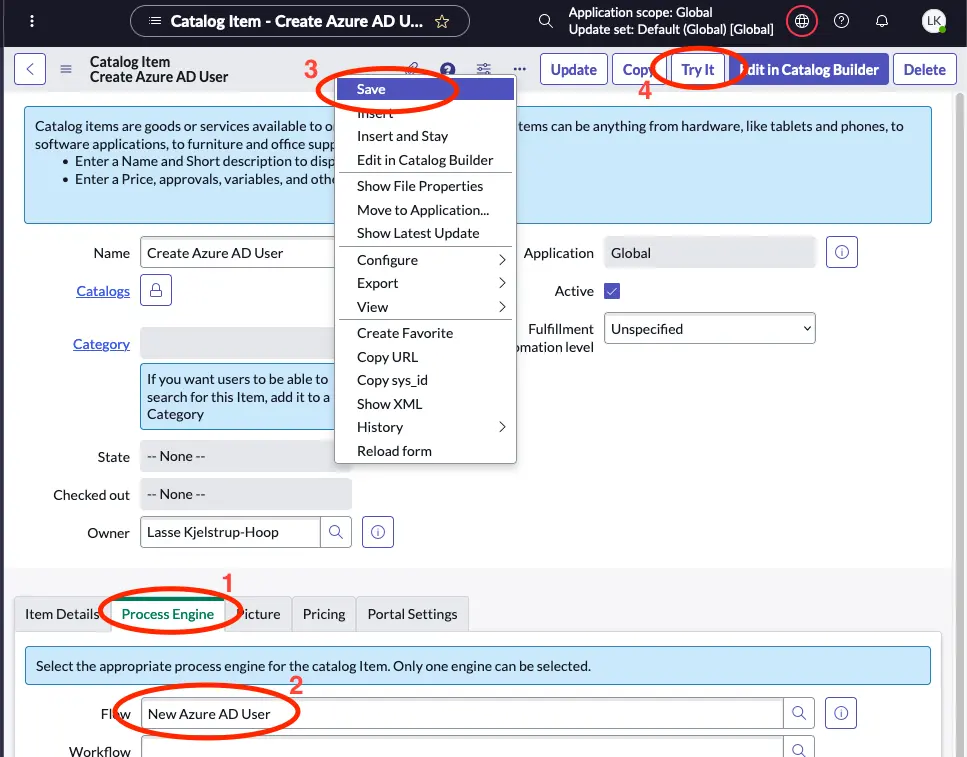 Catalog Item - Create Azure AD U...
Application scope: Global
Update set: Default (Global) [Global]
LK
Catalog Item
Create Azure AD User
3
Update
Copy
Try It
Edit in Catalog Builder
Delete
4
Catalog items are goods or services available to o
tems can be anything from hardware, like tablets and phones, to
software applications, to furniture and office supp
Enter a Name and Short description to disp
Enter a Price, approvals, variables, and othe
Save
Insert
Insert and Stay
Edit in Catalog Builder
Show File Properties
Move to Application...
Show Latest Update
Configure
Export
View
Create Favorite
Copy URL
Copy sys_id
Show XML
History
Reload form
Name
Create Azure AD User
Catalogs
Category
If you want users to be able to
search for this Item, add it to a
Category
State
-- None --
Checked out
-- None --
Owner
Lasse Kjelstrup-Hoop
Application
Global
Active
Fulfillment
omation level
Unspecified
1
Item Details
Process Engine
Picture
Pricing
Portal Settings
Select the appropriate process engine for the catalog Item. Only one engine can be selected.
2
Flow
New Azure AD User
Workflow